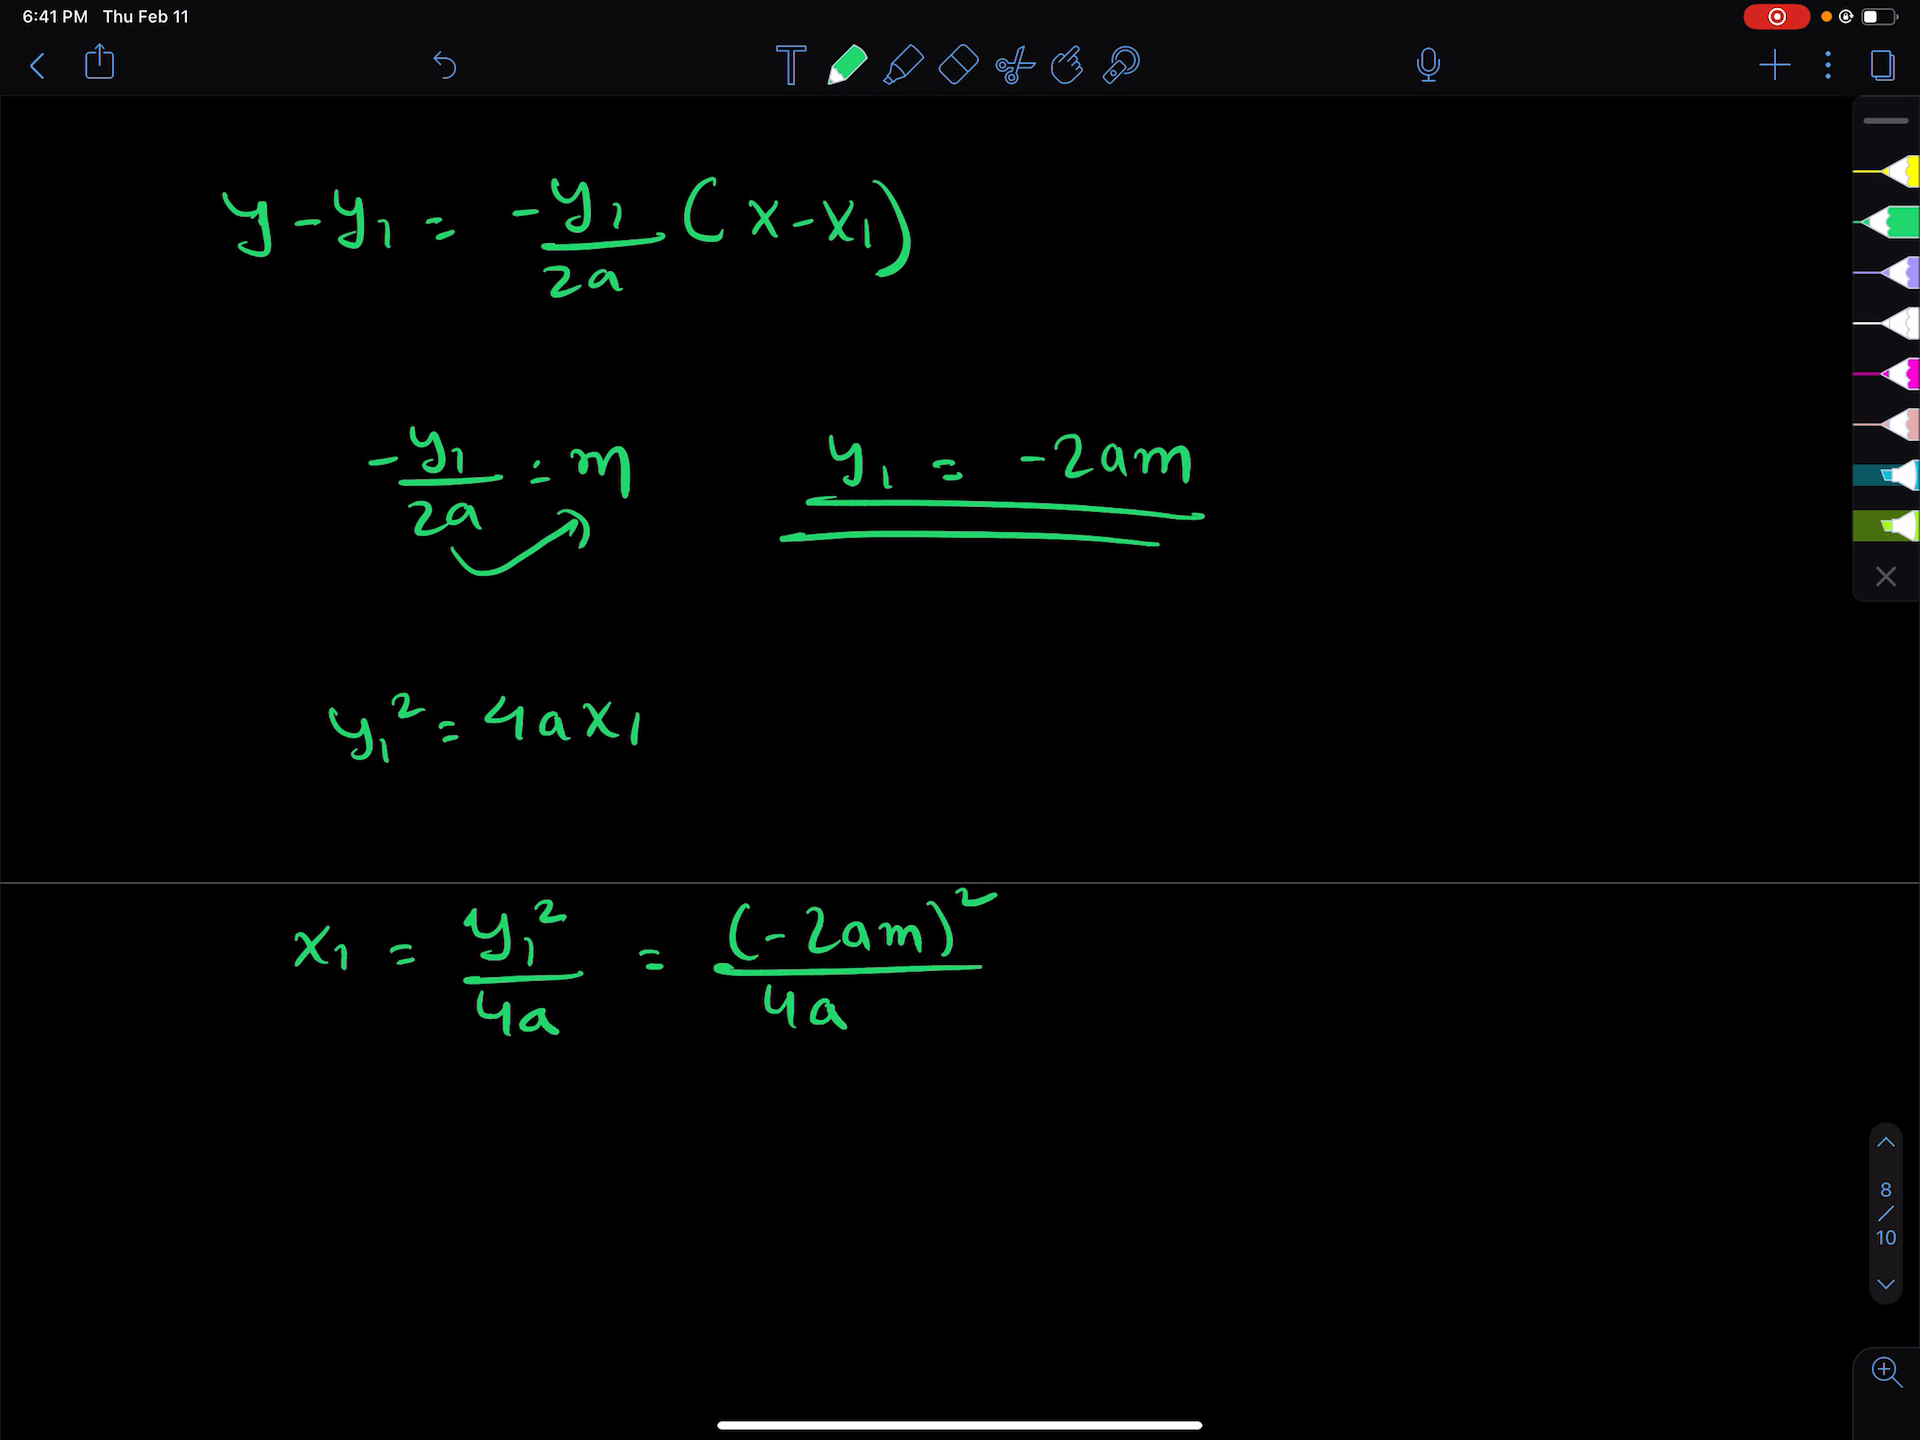 6:41 PM Thu Feb 11
y - y₁ = -y₁/2a (x - x₁)
-y₁/2a = m    y₁ = -2am
y₁² = 4ax₁
x₁ = y₁²/4a = (-2am)²/4a
8
/
10